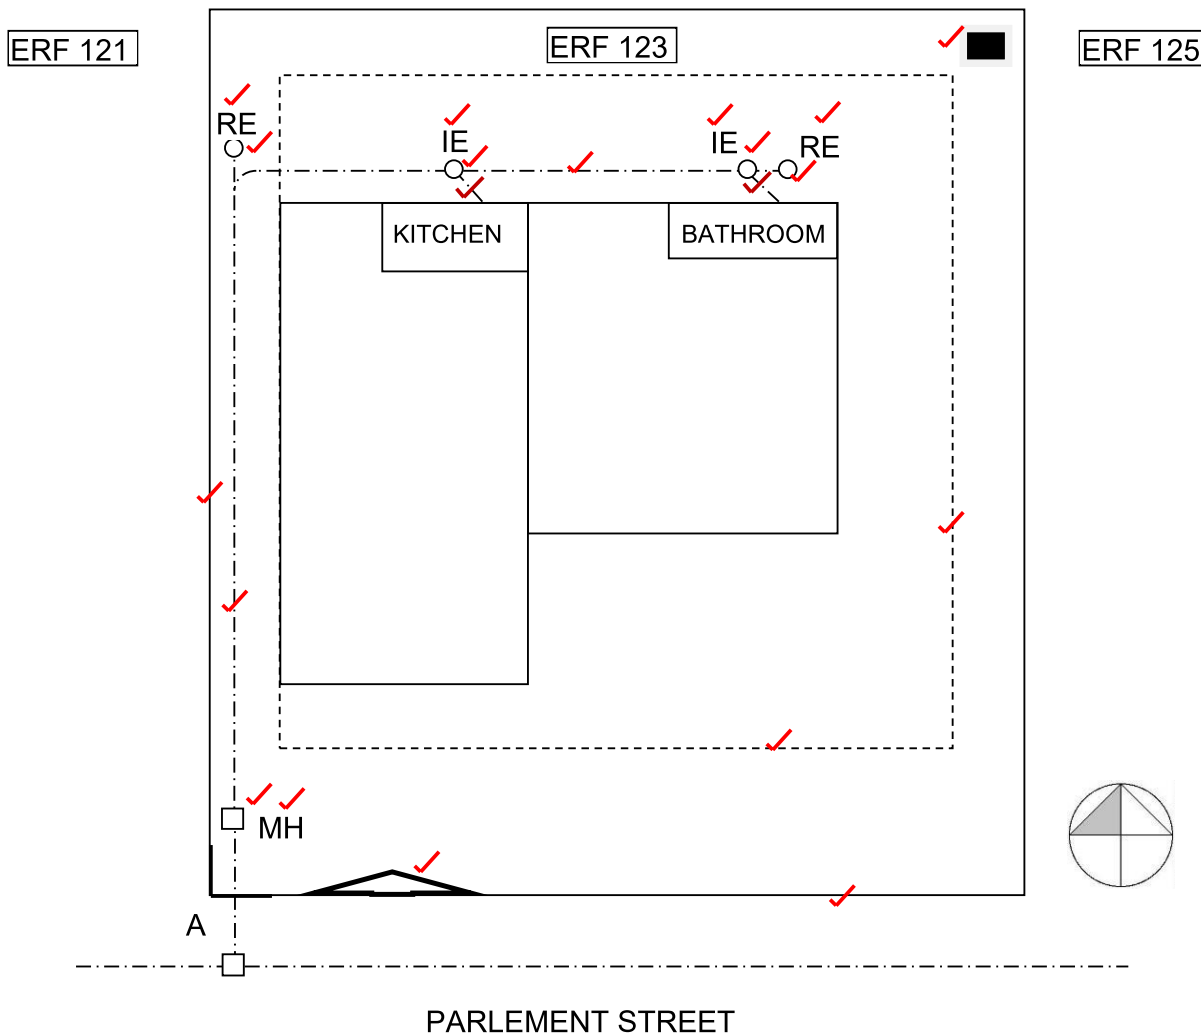 ERF 121
ERF 123
ERF 125
RE
IE
IE
RE
KITCHEN
BATHROOM
MH
A
PARLEMENT STREET